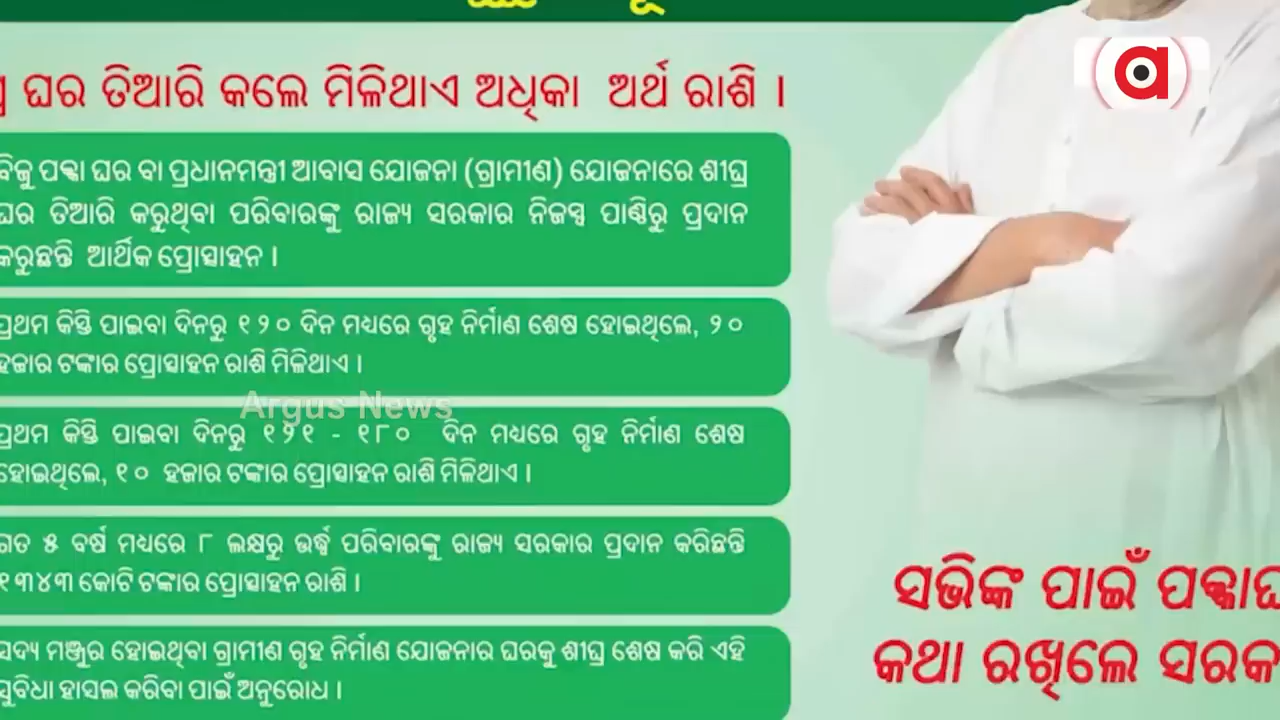 ଘର ତିଆରି କଲେ ମିଳିଥାଏ ଅଧିକା ଅର୍ଥ ରାଶି ।
ବିଜୁ ପକ୍କା ଘର ବା ପ୍ରଧାନମନ୍ତ୍ରୀ ଆବାସ ଯୋଜନା (ଗ୍ରାମୀଣ) ଯୋଜନାରେ ଶୀଘ୍ର
ଘର ତିଆରି କରୁଥିବା ପରିବାରଙ୍କୁ ରାଜ୍ୟ ସରକାର ନିଜସ୍ୱ ପାଣ୍ଠିରୁ ପ୍ରଦାନ
କରୁଛନ୍ତି ଆର୍ଥିକ ପ୍ରୋତ୍ସାହନ ।
ପ୍ରଥମ କିସ୍ତି ପାଇବା ଦିନରୁ ୧୨୦ ଦିନ ମଧ୍ୟରେ ଗୃହ ନିର୍ମାଣ ଶେଷ ହୋଇଥିଲେ, ୨୦
ହଜାର ଟଙ୍କାର ପ୍ରୋତ୍ସାହନ ରାଶି ମିଳିଥାଏ ।
Argus News
ପ୍ରଥମ କିସ୍ତି ପାଇବା ଦିନରୁ ୧୨୧ - ୧୮୦ ଦିନ ମଧ୍ୟରେ ଗୃହ ନିର୍ମାଣ ଶେଷ
ହୋଇଥିଲେ, ୧୦ ହଜାର ଟଙ୍କାର ପ୍ରୋତ୍ସାହନ ରାଶି ମିଳିଥାଏ ।
ଗତ ୫ ବର୍ଷ ମଧ୍ୟରେ ୮ ଲକ୍ଷରୁ ଊର୍ଦ୍ଧ୍ୱ ପରିବାରଙ୍କୁ ରାଜ୍ୟ ସରକାର ପ୍ରଦାନ କରିଛନ୍ତି
୧୩୪୩ କୋଟି ଟଙ୍କାର ପ୍ରୋତ୍ସାହନ ରାଶି ।
ସଦ୍ୟ ମଞ୍ଜୁର ହୋଇଥିବା ଗ୍ରାମୀଣ ଗୃହ ନିର୍ମାଣ ଯୋଜନାର ଘରକୁ ଶୀଘ୍ର ଶେଷ କରି ଏହି
ସୁବିଧା ହାସଲ କରିବା ପାଇଁ ଅନୁରୋଧ ।
ସଭିଙ୍କ ପାଇଁ ପକ୍କାଘ
କଥା ରଖିଲେ ସରକ